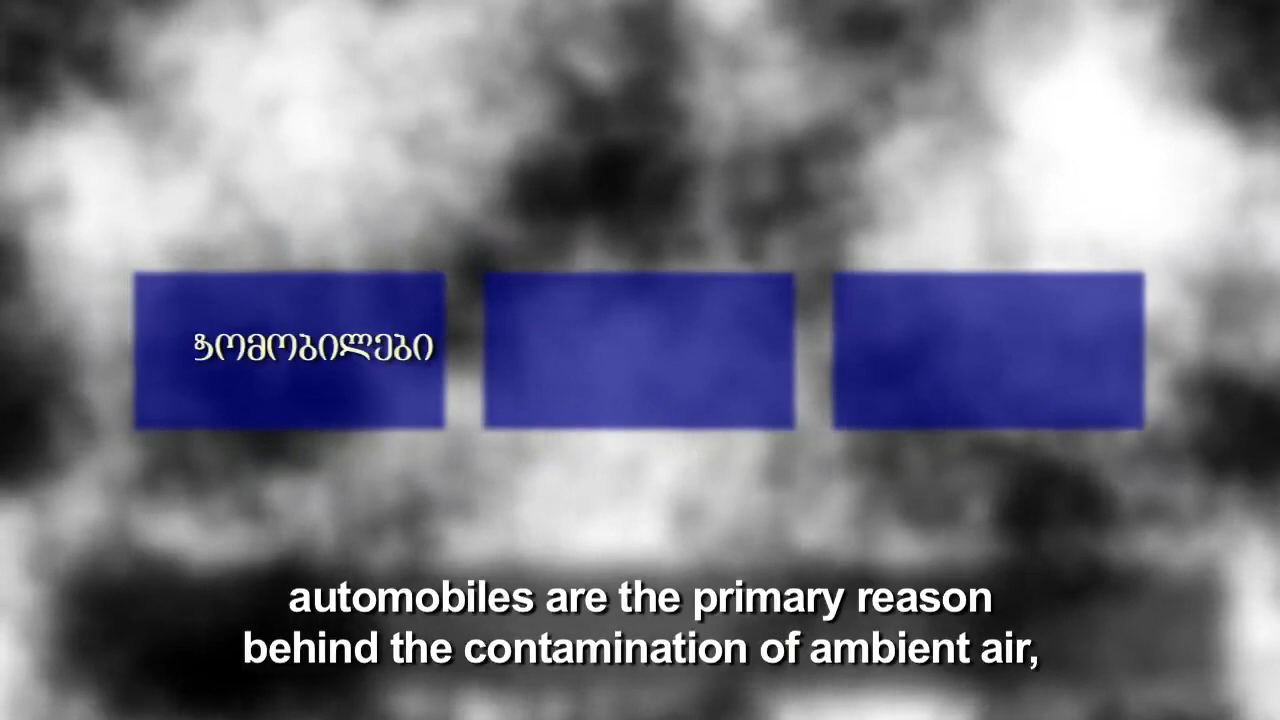 ტომობილები
automobiles are the primary reason
behind the contamination of ambient air,